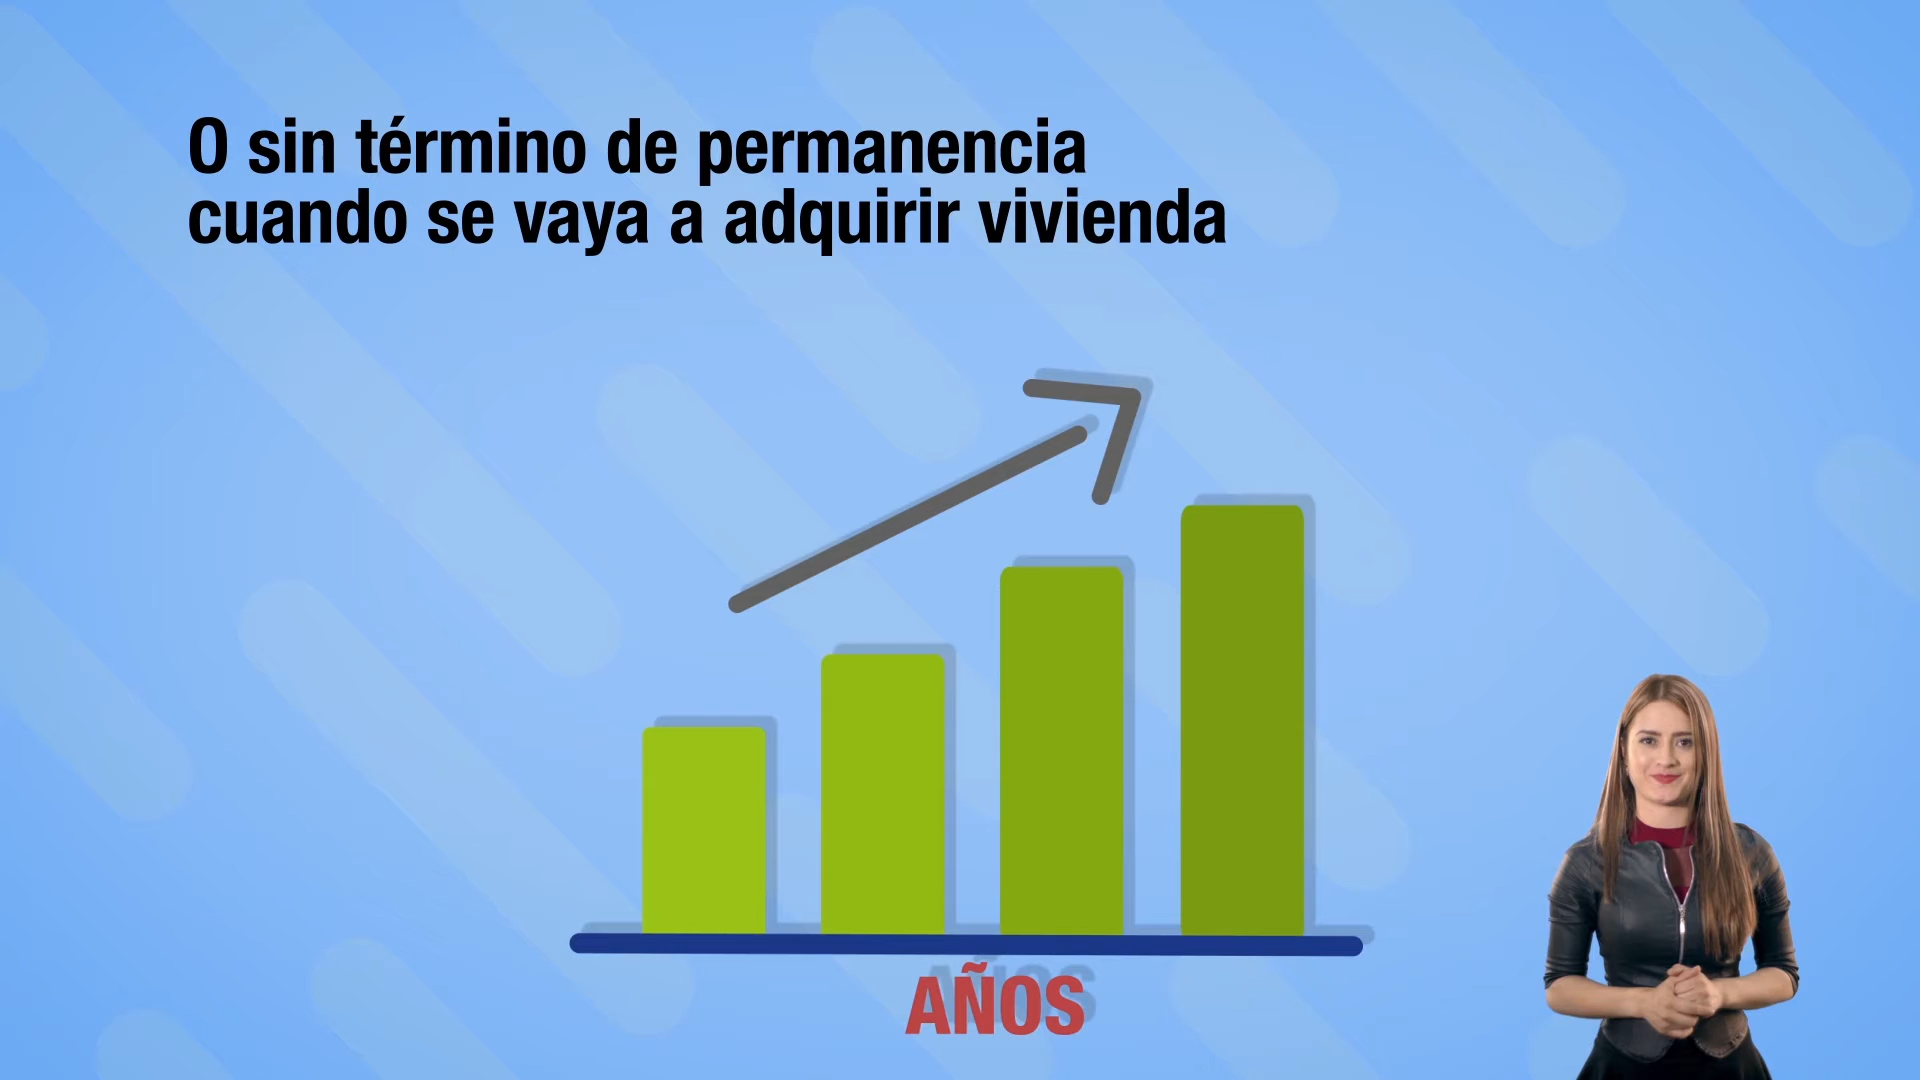 O sin término de permanencia
cuando se vaya a adquirir vivienda
AÑOS